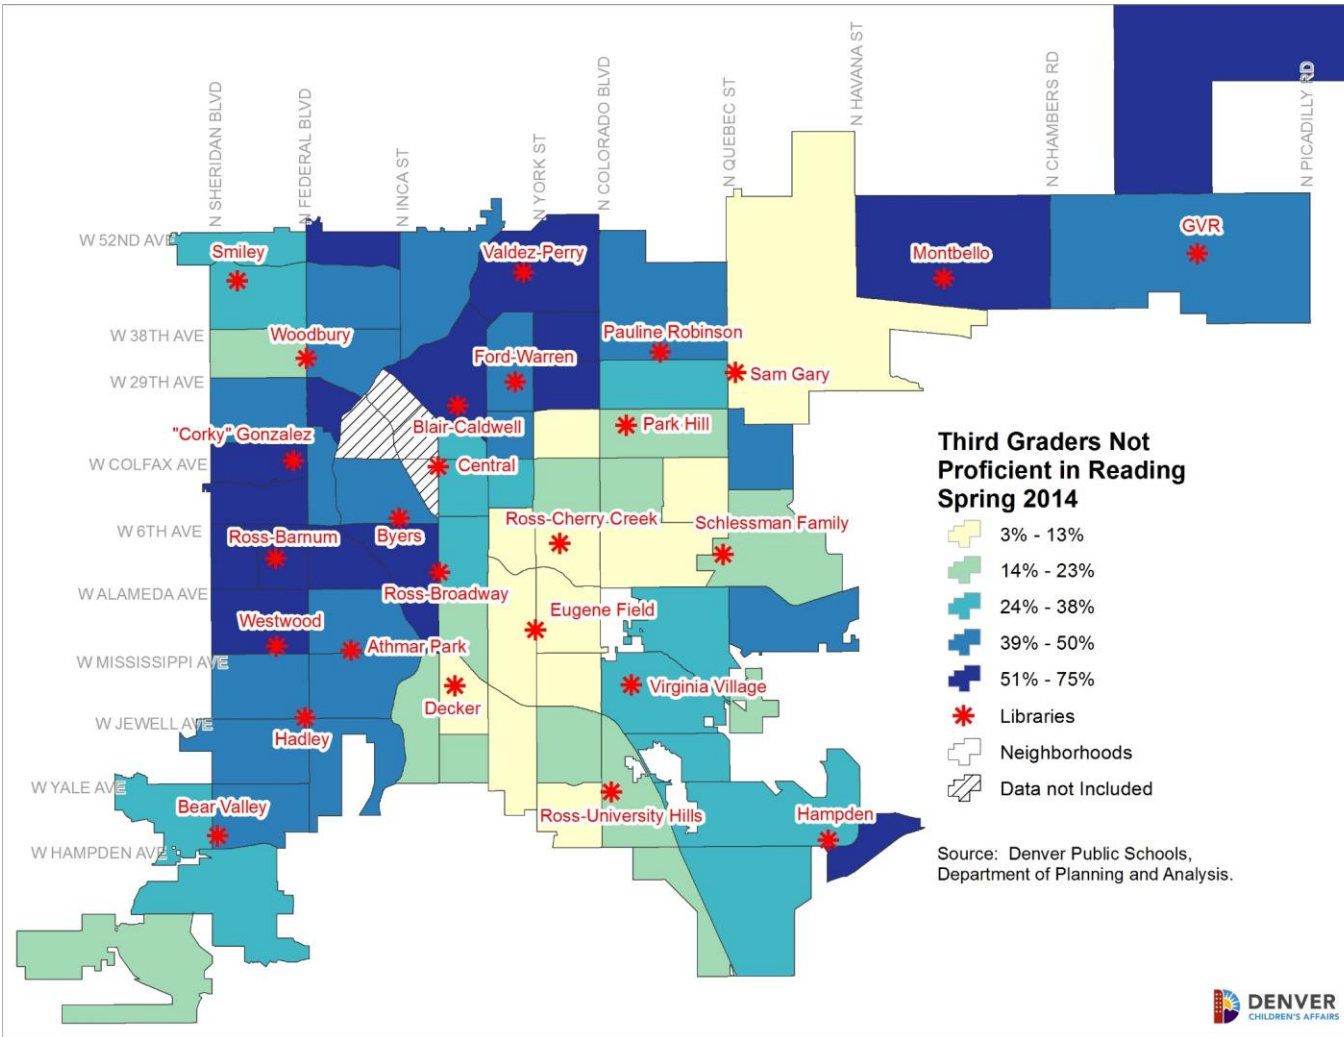 N SHERIDAN BLVD
N FEDERAL BLVD
N INCA ST
N YORK ST
N COLORADO BLVD
N QUEBEC ST
N HAVANA ST
N CHAMBERS RD
N PICADILLY RD
W 52ND AVE
Smiley
Valdez-Perry
Montbello
GVR
W 38TH AVE
Woodbury
Pauline Robinson
Ford-Warren
W 29TH AVE
Sam Gary
Blair-Caldwell
Park Hill
"Corky" Gonzalez
W COLFAX AVE
Central
W 6TH AVE
Ross-Barnum
Byers
Ross-Cherry Creek
Schlessman Family
W ALAMEDA AVE
Ross-Broadway
Westwood
Eugene Field
Athmar Park
W MISSISSIPPI AVE
Decker
Virginia Village
W JEWELL AVE
Hadley
W YALE AVE
Bear Valley
Ross-University Hills
Hampden
W HAMPDEN AVE
Third Graders Not
Proficient in Reading
Spring 2014
3% - 13%
14% - 23%
24% - 38%
39% - 50%
51% - 75%
Libraries
Neighborhoods
Data not Included
Source: Denver Public Schools,
Department of Planning and Analysis.
DENVER
CHILDREN'S AFFAIRS